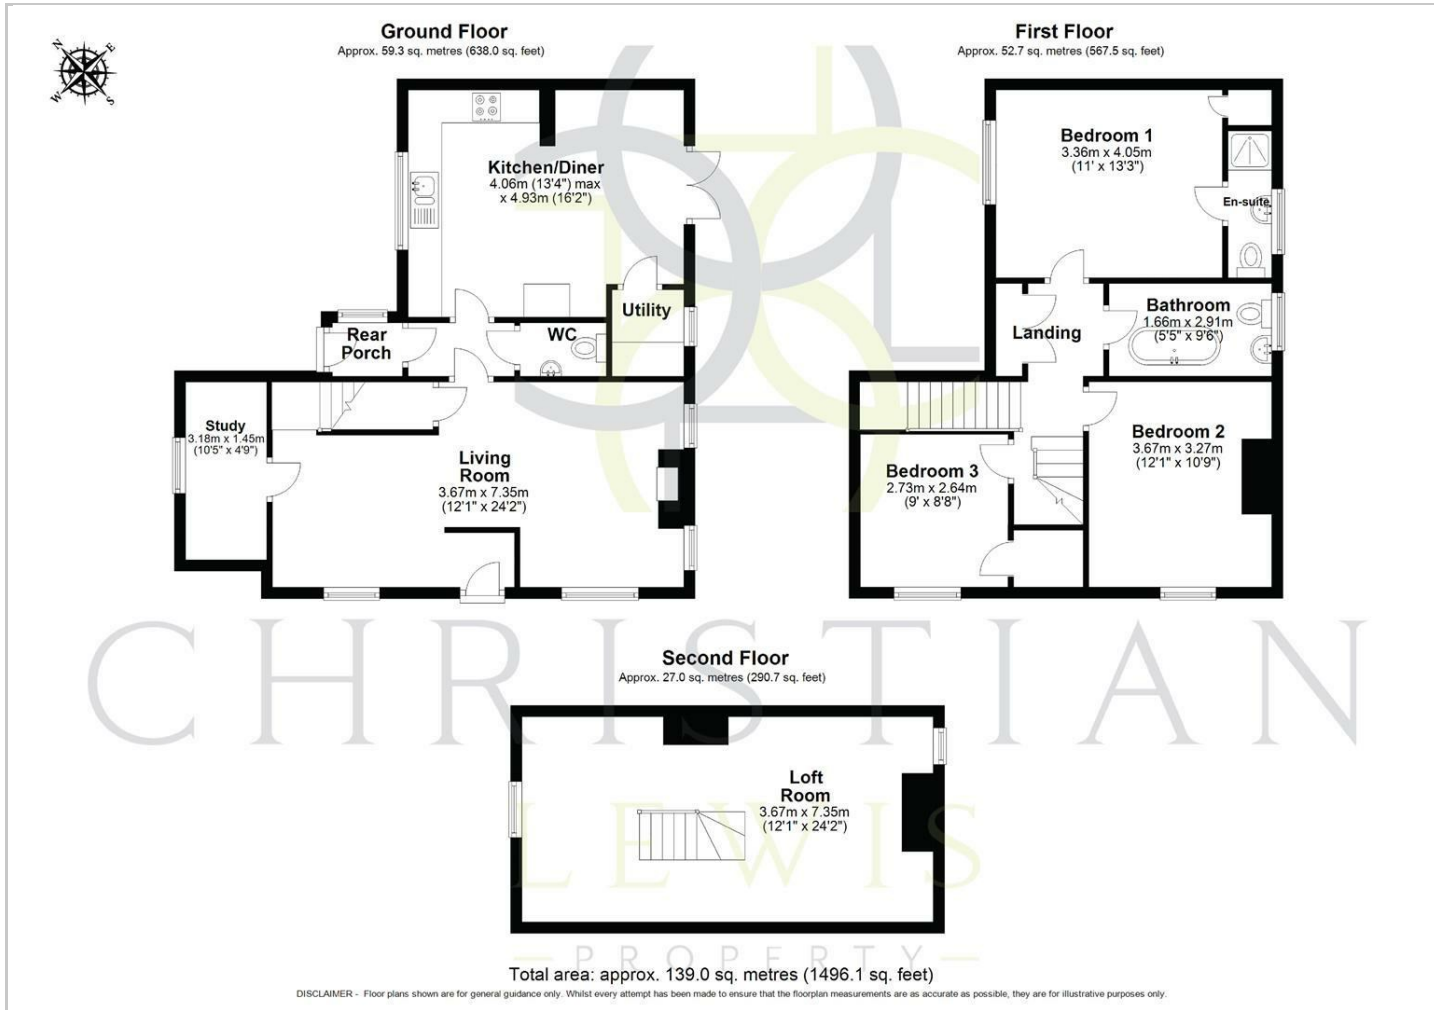 Ground Floor
Approx. 59.3 sq. metres (638.0 sq. feet)
First Floor
Approx. 52.7 sq. metres (567.5 sq. feet)
N
E
W
S
Kitchen/Diner
4.06m (13'4") max
x 4.93m (16'2")
Utility
WC
Rear
Porch
Study
3.18m x 1.45m
(10'5" x 4'9")
Living
Room
3.67m x 7.35m
(12'1" x 24'2")
Bedroom 1
3.36m x 4.05m
(11' x 13'3")
En-suite
Bathroom
1.66m x 2.91m
(5'5" x 9'6")
Landing
Bedroom 2
3.67m x 3.27m
(12'1" x 10'9")
Bedroom 3
2.73m x 2.64m
(9' x 8'8")
CHRISTIAN
Second Floor
Approx. 27.0 sq. metres (290.7 sq. feet)
Loft
Room
3.67m x 7.35m
(12'1" x 24'2")
LEWIS
PROPERTY
Total area: approx. 139.0 sq. metres (1496.1 sq. feet)
DISCLAIMER - Floor plans shown are for general guidance only. Whilst every attempt has been made to ensure that the floorplan measurements are as accurate as possible, they are for illustrative purposes only.